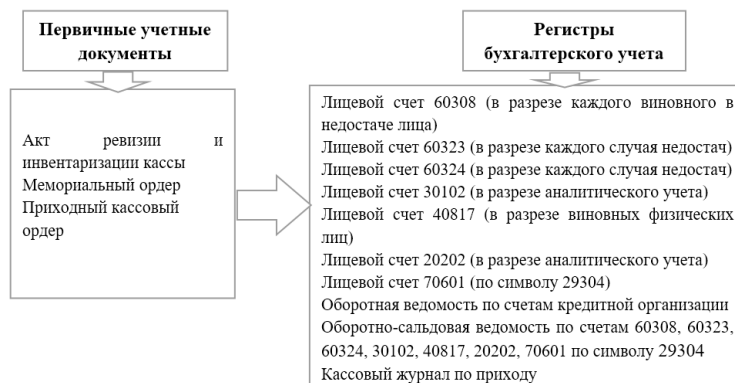 Первичные учетные
документы
Регистры
бухгалтерского учета
Акт ревизии и
инвентаризации кассы
Мемориальный ордер
Приходный кассовый
ордер
Лицевой счет 60308 (в разрезе каждого виновного в
недостаче лица)
Лицевой счет 60323 (в разрезе каждого случая недостач)
Лицевой счет 60324 (в разрезе каждого случая недостач)
Лицевой счет 30102 (в разрезе аналитического учета)
Лицевой счет 40817 (в разрезе виновных физических
лиц)
Лицевой счет 20202 (в разрезе аналитического учета)
Лицевой счет 70601 (по символу 29304)
Оборотная ведомость по счетам кредитной организации
Оборотно-сальдовая ведомость по счетам 60308, 60323,
60324, 30102, 40817, 20202, 70601 по символу 29304
Кассовый журнал по приходу